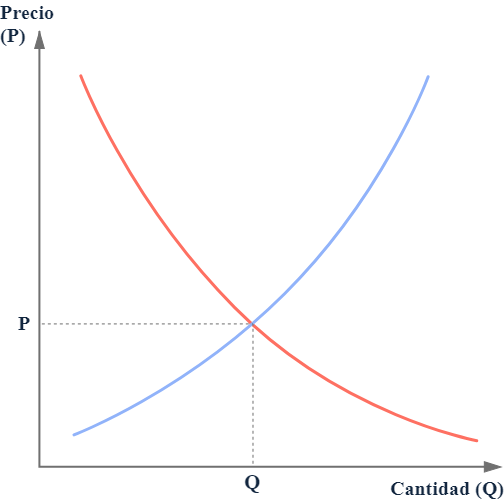 Precio
(P)
P
Q
Cantidad (Q)